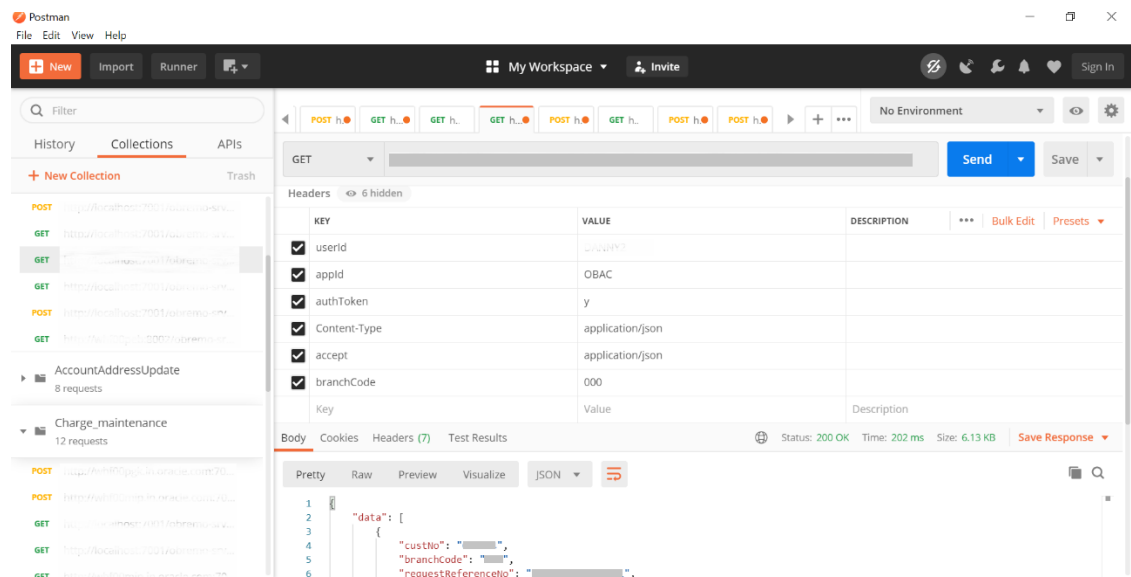 Postman
File Edit View Help
New Import Runner My Workspace Invite Sign In
Filter
History Collections APIs
+ New Collection Trash
POST
GET
GET
GET
POST
GET
AccountAddressUpdate
8 requests
Charge_maintenance
12 requests
POST
POST
GET
GET
GET
POST h. GET h... GET h.. GET h... POST h. GET h.. POST h. POST h. + •••
No Environment
GET Send Save
Headers 6 hidden
KEY VALUE DESCRIPTION ••• Bulk Edit Presets
userId
appId OBAC
authToken y
Content-Type application/json
accept application/json
branchCode 000
Key Value Description
Body Cookies Headers (7) Test Results Status: 200 OK Time: 202 ms Size: 6.13 KB Save Response
Pretty Raw Preview Visualize JSON
1 {
2 "data": [
3 {
4 "custNo": " ",
5 "branchCode": " ",
6 "requestReferenceNo": " ",